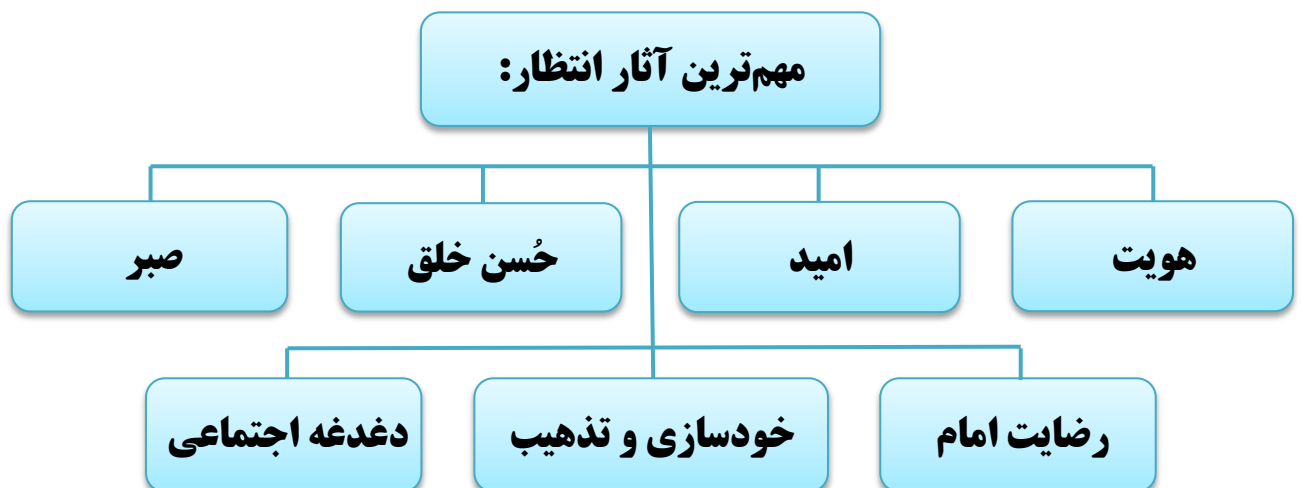 مهم‌ترین آثار انتظار:
هویت
امید
حُسن خلق
صبر
رضایت امام
خودسازی و تذهیب
دغدغه اجتماعی